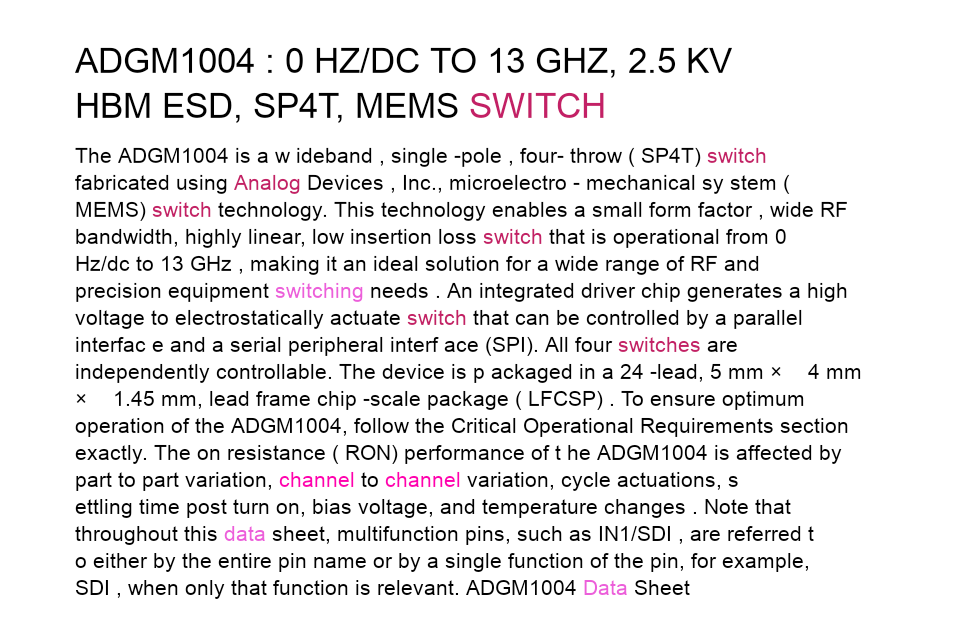 ADGM1004 : 0 HZ/DC TO 13 GHZ, 2.5 KV
HBM ESD, SP4T, MEMS SWITCH
The ADGM1004 is a w ideband , single -pole , four- throw ( SP4T) switch
fabricated using Analog Devices , Inc., microelectro - mechanical sy stem (
MEMS) switch technology. This technology enables a small form factor , wide RF
bandwidth, highly linear, low insertion loss switch that is operational from 0
Hz/dc to 13 GHz , making it an ideal solution for a wide range of RF and
precision equipment switching needs . An integrated driver chip generates a high
voltage to electrostatically actuate switch that can be controlled by a parallel
interfac e and a serial peripheral interf ace (SPI). All four switches are
independently controllable. The device is p ackaged in a 24 -lead, 5 mm × 4 mm
× 1.45 mm, lead frame chip -scale package ( LFCSP) . To ensure optimum
operation of the ADGM1004, follow the Critical Operational Requirements section
exactly. The on resistance ( RON) performance of t he ADGM1004 is affected by
part to part variation, channel to channel variation, cycle actuations, s
ettling time post turn on, bias voltage, and temperature changes . Note that
throughout this data sheet, multifunction pins, such as IN1/SDI , are referred t
o either by the entire pin name or by a single function of the pin, for example,
SDI , when only that function is relevant. ADGM1004 Data Sheet